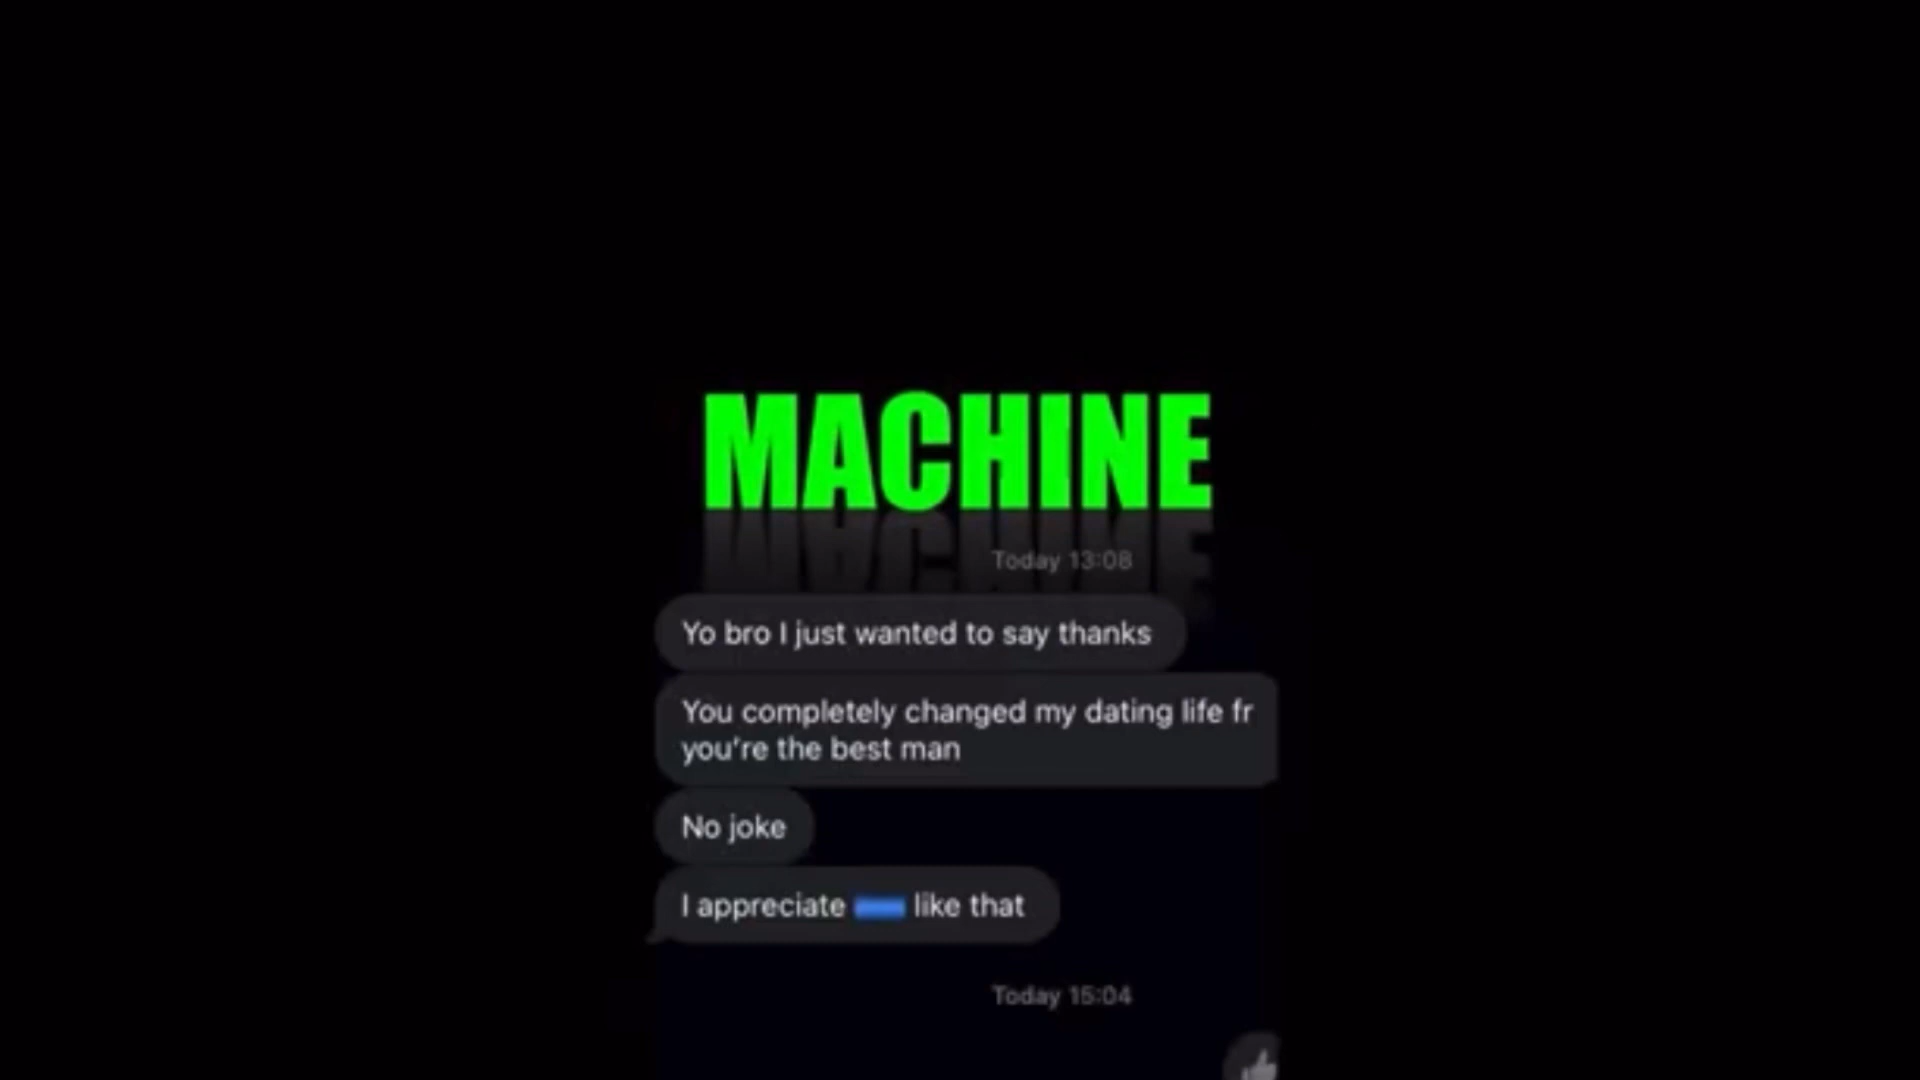 MACHINE
Today 13:08
Yo bro I just wanted to say thanks
You completely changed my dating life fr
you're the best man
No joke
I appreciate like that
Today 15:04